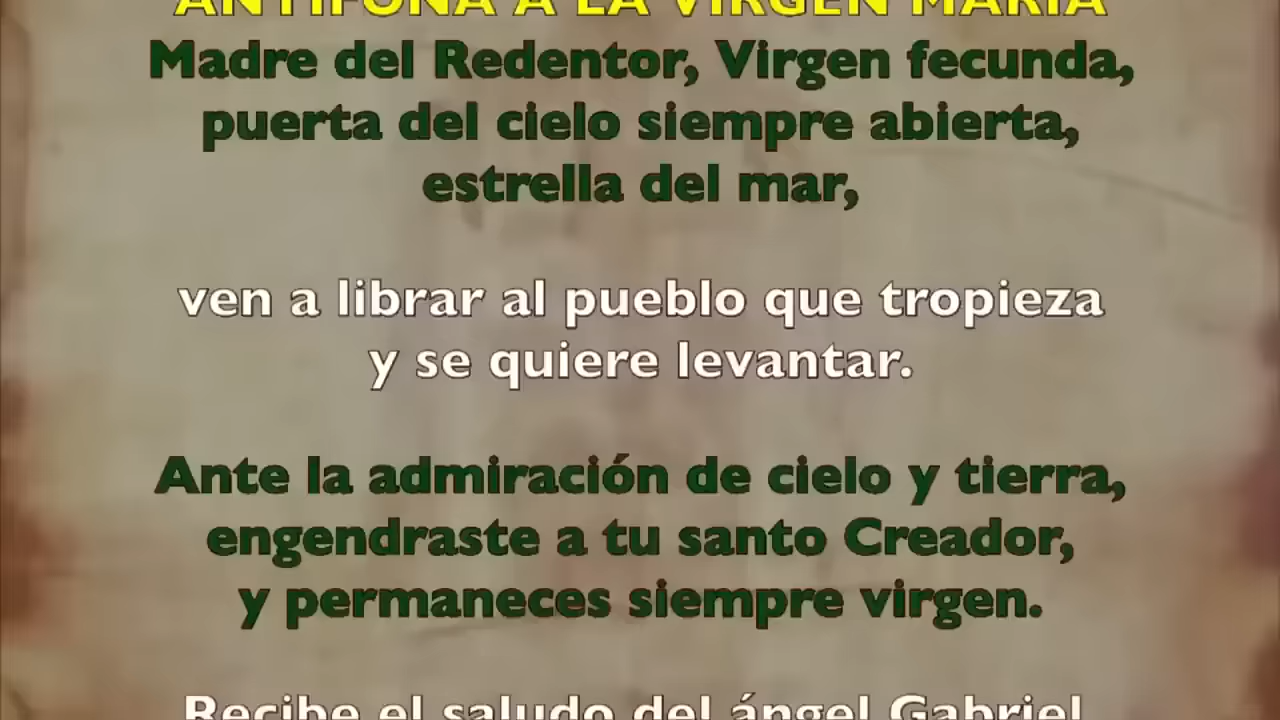 ANTÍFONA A LA VIRGEN MARÍA
Madre del Redentor, Virgen fecunda,
puerta del cielo siempre abierta,
estrella del mar,
ven a librar al pueblo que tropieza
y se quiere levantar.
Ante la admiración de cielo y tierra,
engendraste a tu santo Creador,
y permaneces siempre virgen.
Recibe el saludo del ángel Gabriel